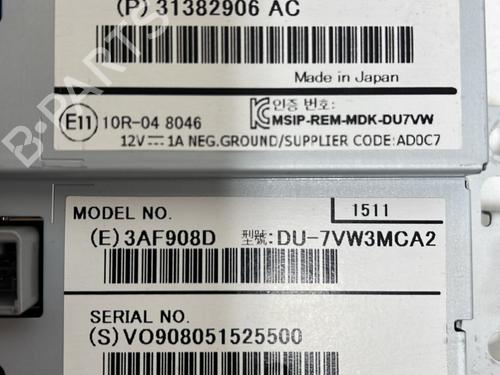 (P) 31382906 AC
Made in Japan
E11 10R-04 8046
인증 번호:
MSIP-REM-MDK-DU7VW
12V⎓1A NEG.GROUND/SUPPLIER CODE:AD0C7
MODEL NO.
1511
(E) 3AF908D 型號: DU-7VW3MCA2
SERIAL NO.
(S) VO908051525500
B-PARTS